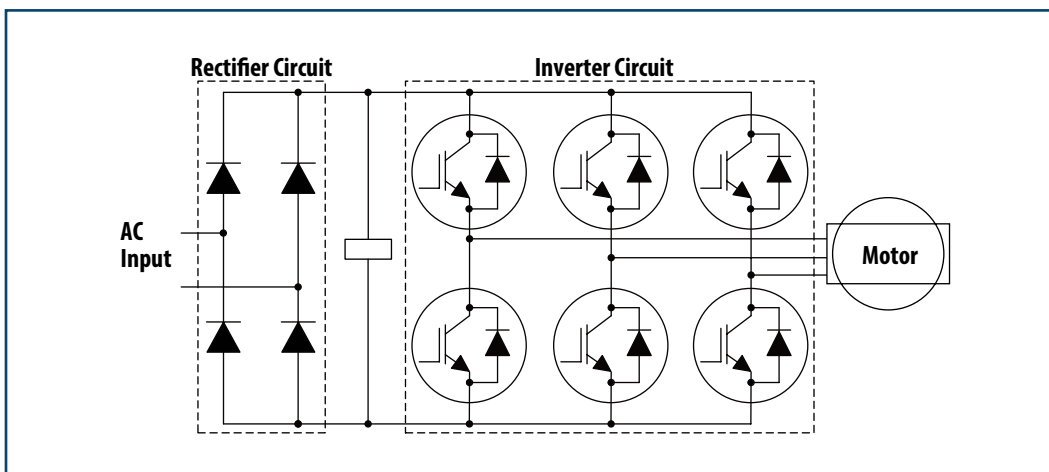 Rectifier Circuit
Inverter Circuit
AC
Input
Motor